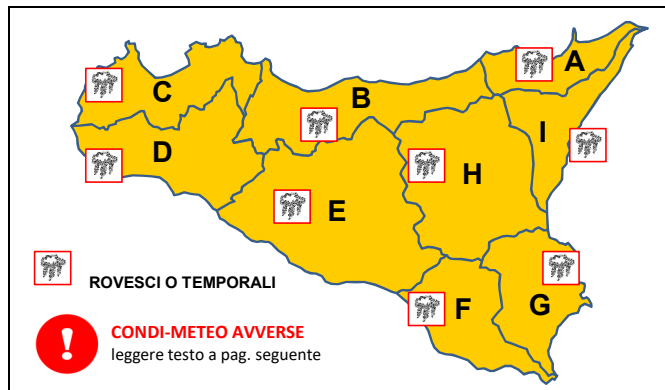 A
B
C
I
D
H
E
ROVESCI O TEMPORALI
F
G
CONDI-METEO AVVERSE
leggere testo a pag. seguente